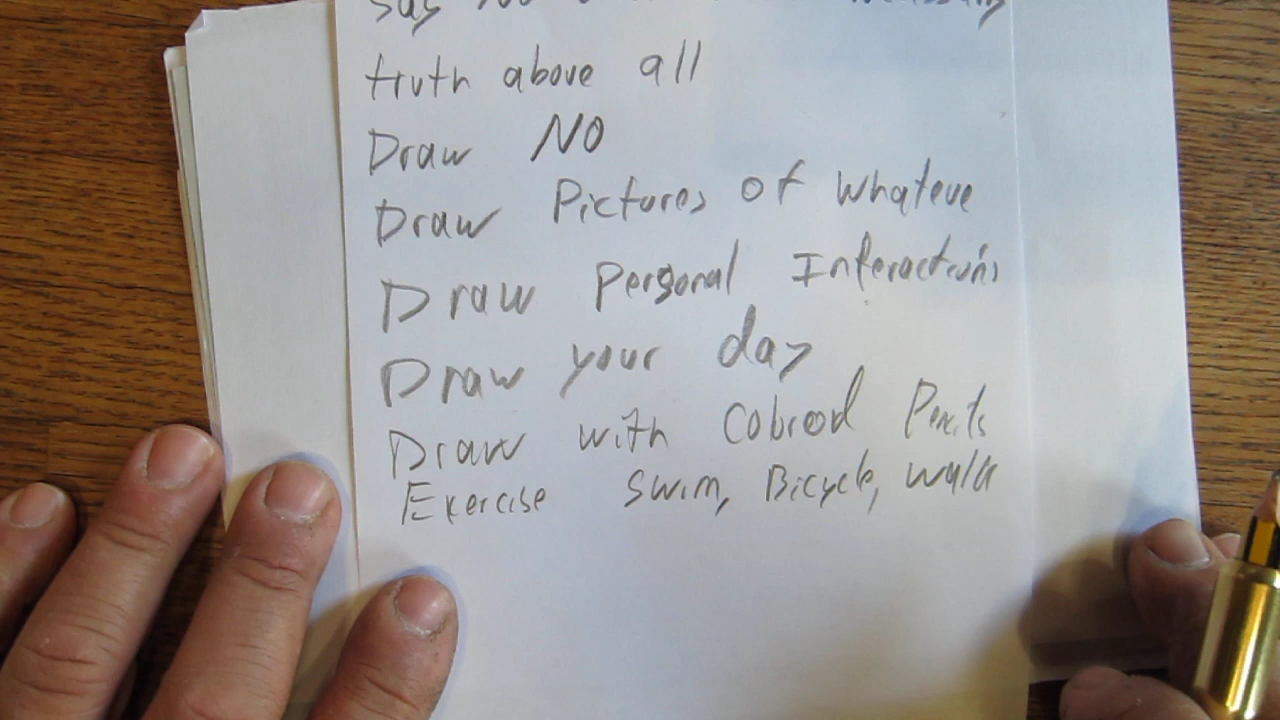 say
truth above all
Draw NO
Draw Pictures of whateve
Draw Personal Interactions
Draw your day
Draw with Colored Pencils
Exercise Swim, Bicycle, walk